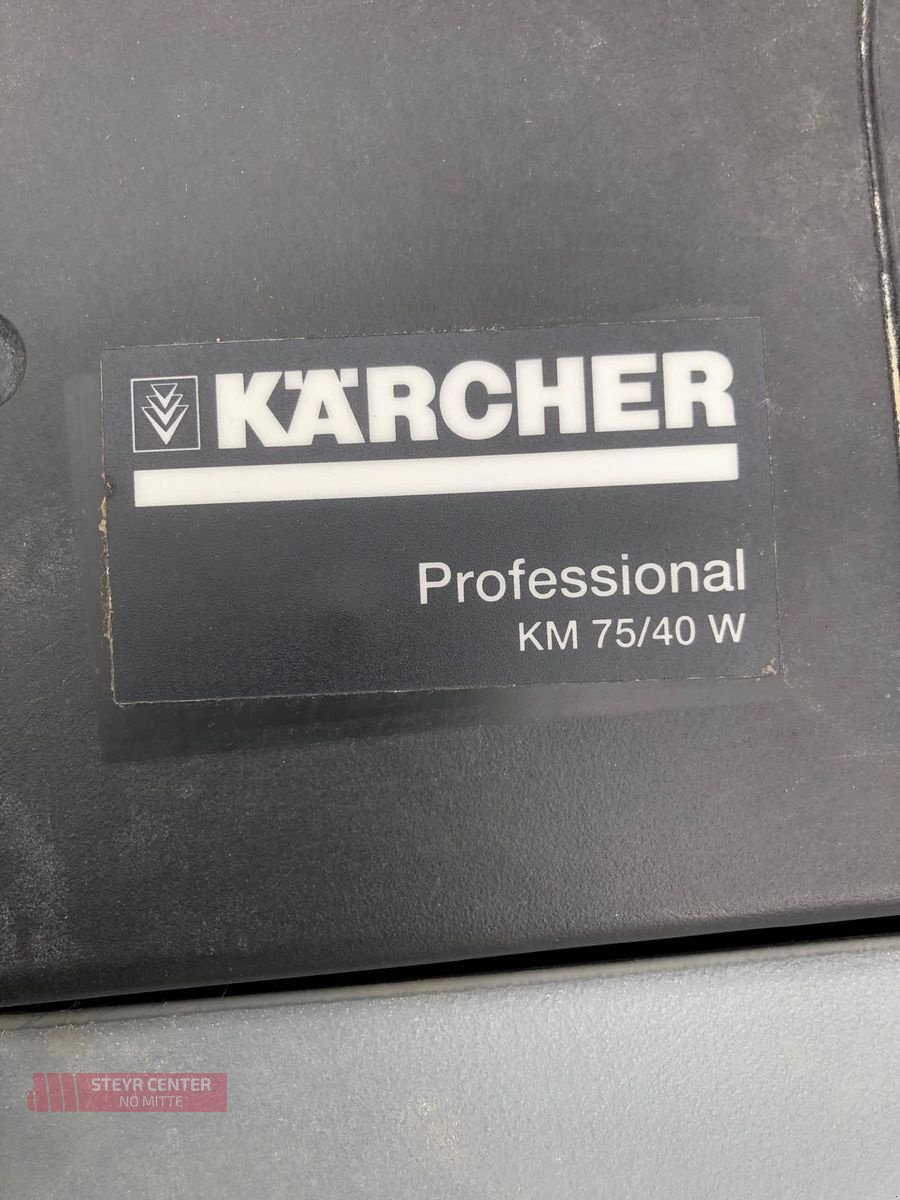 KÄRCHER
Professional
KM 75/40 W
STEYR CENTER
NÖ MITTE